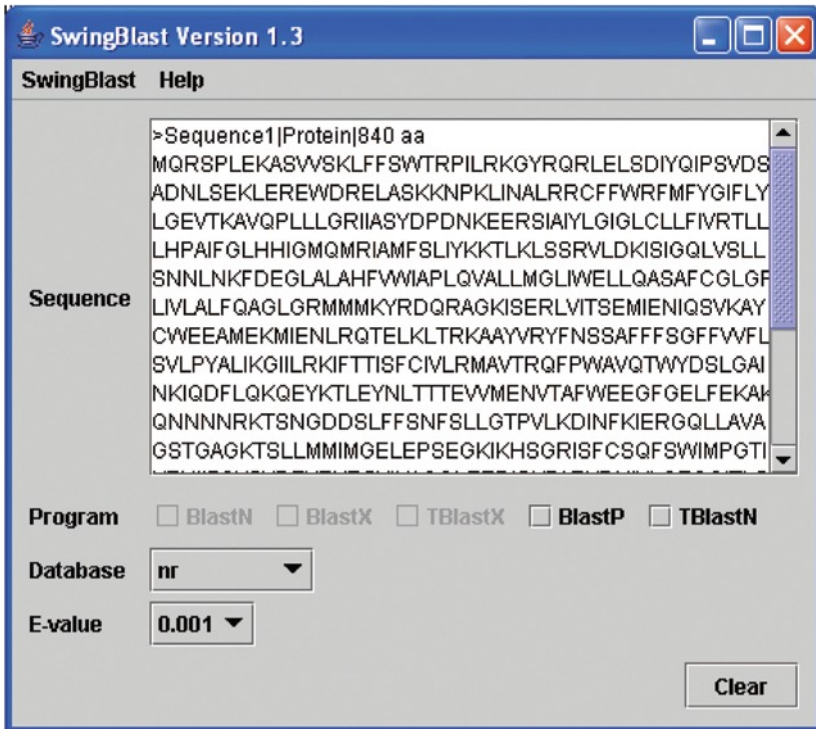 SwingBlast Version 1.3
SwingBlast Help
>Sequence1|Protein|840 aa
MQRSPLEKASVVSKLFFSWTRPILRKGYRQRLELSDIYQIPSVDS
ADNLSEKLEREWDRELASKKNPKLINALRRCFFWRFMFYGIFLY
LGEVTKAVQPLLLGRIIASYDPDNKEERSIAIYLGIGLCLLFIVRTLL
LHPAIFGLHHIGMQMRIAMFSLIYKKTLKLSSRVLDKISIGQLVSLL
SNNLNKFDEGLALAHFVWIAPLQVALLMGLIWELLQASAFCGLGF
LIVLALFQAGLGRMMMKYRDQRAGKISERLVITSEMIENIQSVKAY
CWEEAMEKMIENLRQTELKLTRKAAYVRYFNSSAFFFSGFFVVFL
SVLPYALIKGIILRKIFTTISFCIVLRMAVTRQFPWAVQTWYDSLGAI
NKIQDFLQKQEYKTLEYNLTTTEVVMENVTAFWEEGFGELFEKAK
QNNNNRKTSNGDDSLFFSNFSLLGTPVLKDINFKIERGQLLAVA
GSTGAGKTSLLMMIMGELEPSEGKIKHSGRISFCSQFSWIMPGTI
Sequence
Program BlastN BlastX TBlastX BlastP TBlastN
Database nr
E-value 0.001
Clear